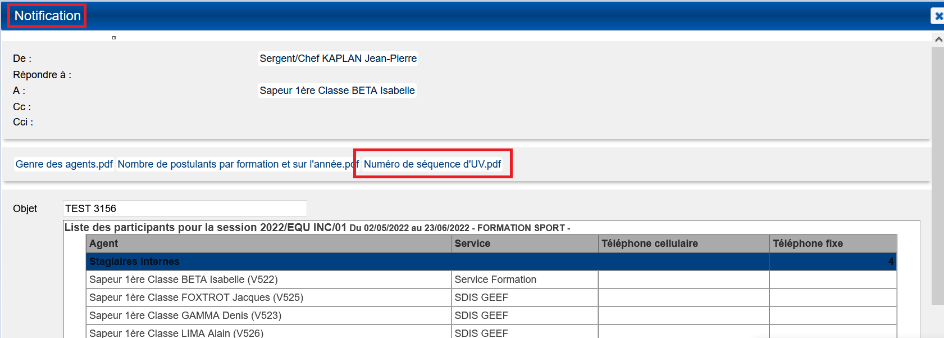 Notification
De : Sergent/Chef KAPLAN Jean-Pierre
Répondre à :
A : Sapeur 1ère Classe BETA Isabelle
Cc :
Cci :
Genre des agents.pdf Nombre de postulants par formation et sur l'année.pdf Numéro de séquence d'UV.pdf
Objet TEST 3156
Liste des participants pour la session 2022/EQU INC/01 Du 02/05/2022 au 23/06/2022 - FORMATION SPORT -
Agent Service Téléphone cellulaire Téléphone fixe
Stagiaires internes 4
Sapeur 1ère Classe BETA Isabelle (V522) Service Formation
Sapeur 1ère Classe FOXTROT Jacques (V525) SDIS GEEF
Sapeur 1ère Classe GAMMA Denis (V523) SDIS GEEF
Sapeur 1ère Classe LIMA Alain (V526) SDIS GEEF